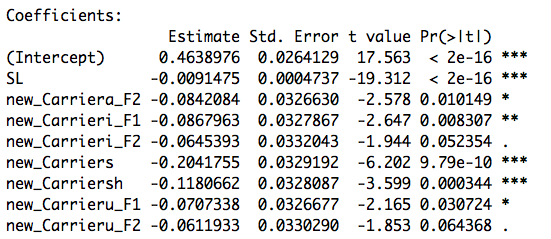 Coefficients:
Estimate Std. Error t value Pr(>|t|)
(Intercept) 0.4638976 0.0264129 17.563 < 2e-16 ***
SL -0.0091475 0.0004737 -19.312 < 2e-16 ***
new_Carriera_F2 -0.0842084 0.0326630 -2.578 0.010149 *
new_Carrieri_F1 -0.0867963 0.0327867 -2.647 0.008307 **
new_Carrieri_F2 -0.0645393 0.0332043 -1.944 0.052354 .
new_Carriers -0.2041755 0.0329192 -6.202 9.79e-10 ***
new_Carriersh -0.1180662 0.0328087 -3.599 0.000344 ***
new_Carrieru_F1 -0.0707338 0.0326677 -2.165 0.030724 *
new_Carrieru_F2 -0.0611933 0.0330290 -1.853 0.064368 .